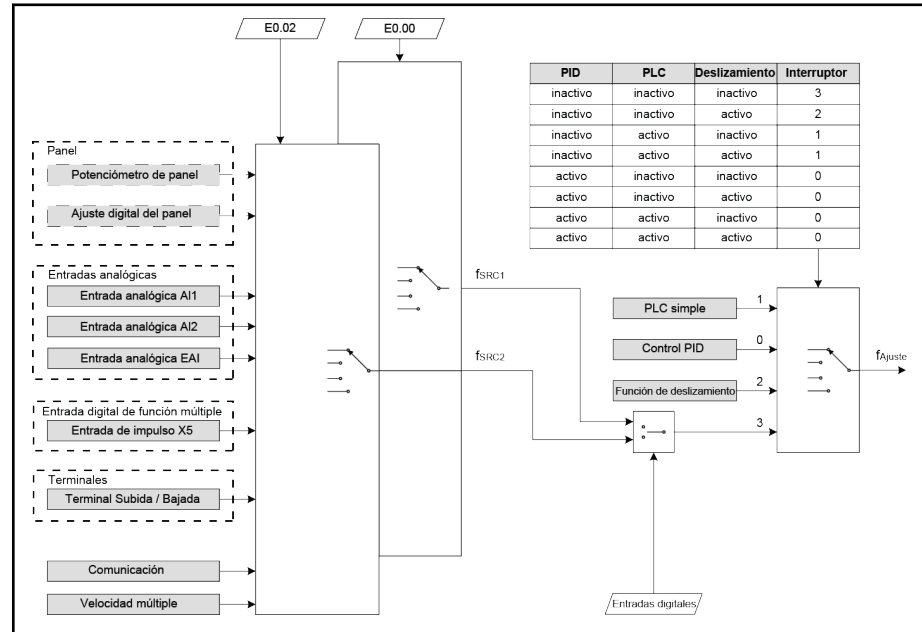 E0.02
E0.00
PID PLC Deslizamiento Interruptor
inactivo inactivo inactivo 3
inactivo inactivo activo 2
inactivo activo inactivo 1
inactivo activo activo 1
activo inactivo inactivo 0
activo inactivo activo 0
activo activo inactivo 0
activo activo activo 0
Panel
Potenciómetro de panel
Ajuste digital del panel
Entradas analógicas
Entrada analógica AI1
Entrada analógica AI2
Entrada analógica EAI
Entrada digital de función múltiple
Entrada de impulso X5
Terminales
Terminal Subida / Bajada
Comunicación
Velocidad múltiple
fSRC1
fSRC2
PLC simple 1
Control PID 0
Función de deslizamiento 2
3
fAjuste
Entradas digitales